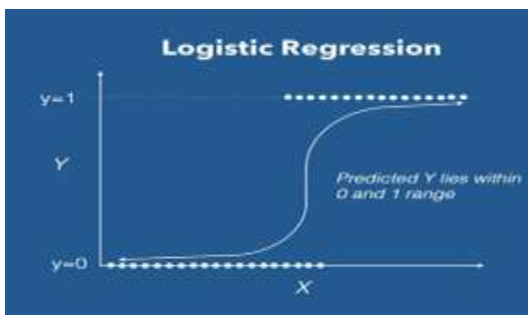 Logistic Regression
y=1
Y
Predicted Y lies within
0 and 1 range
y=0
X